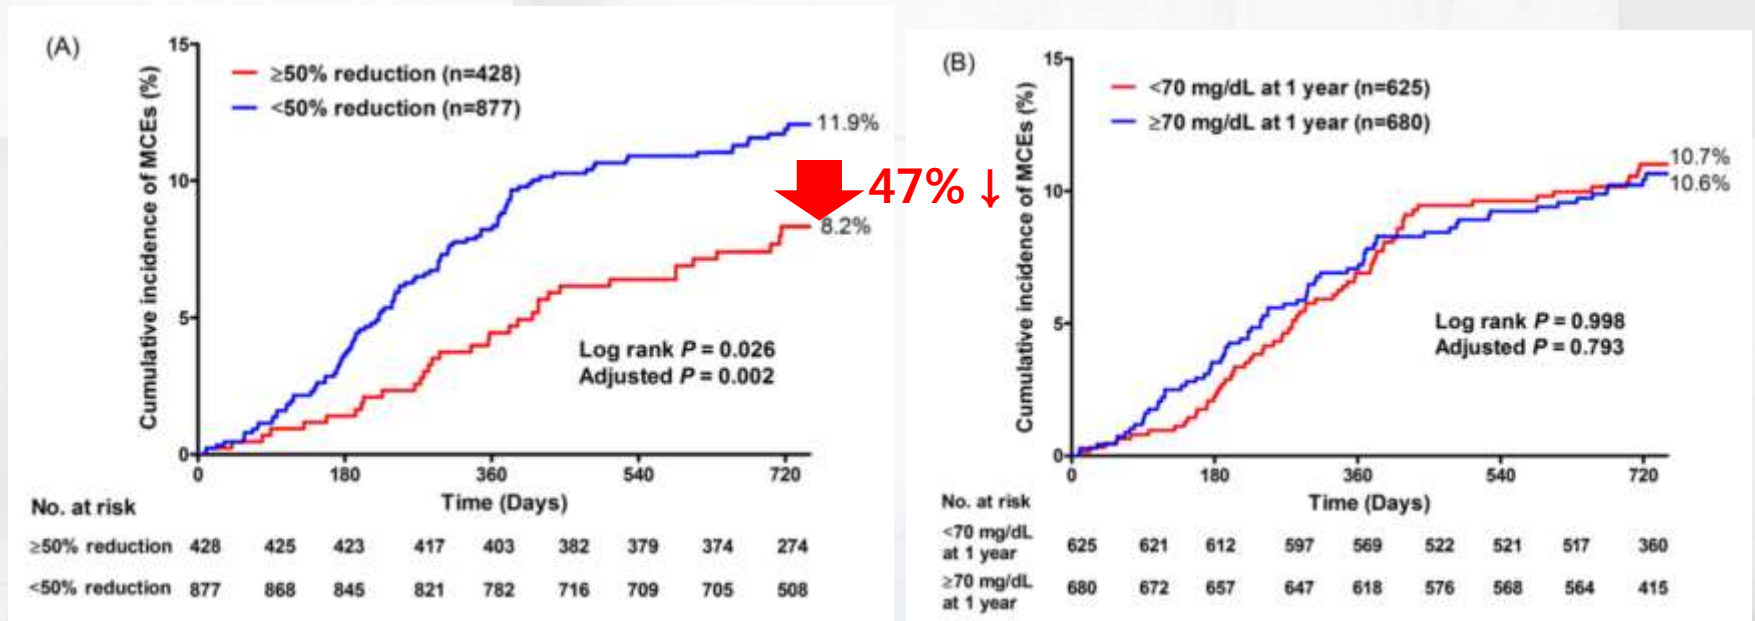 (A)
Cumulative incidence of MCEs (%)
15
10
5
0
≥50% reduction (n=428)
<50% reduction (n=877)
11.9%
8.2%
Log rank P = 0.026
Adjusted P = 0.002
0 180 360 540 720
Time (Days)
No. at risk
≥50% reduction 428 425 423 417 403 382 379 374 274
<50% reduction 877 868 845 821 782 716 709 705 508
47% ↓
(B)
Cumulative incidence of MCEs (%)
15
10
5
0
<70 mg/dL at 1 year (n=625)
≥70 mg/dL at 1 year (n=680)
10.7%
10.6%
Log rank P = 0.998
Adjusted P = 0.793
0 180 360 540 720
Time (Days)
No. at risk
<70 mg/dL
at 1 year 625 621 612 597 569 522 521 517 360
≥70 mg/dL
at 1 year 680 672 657 647 618 576 568 564 415